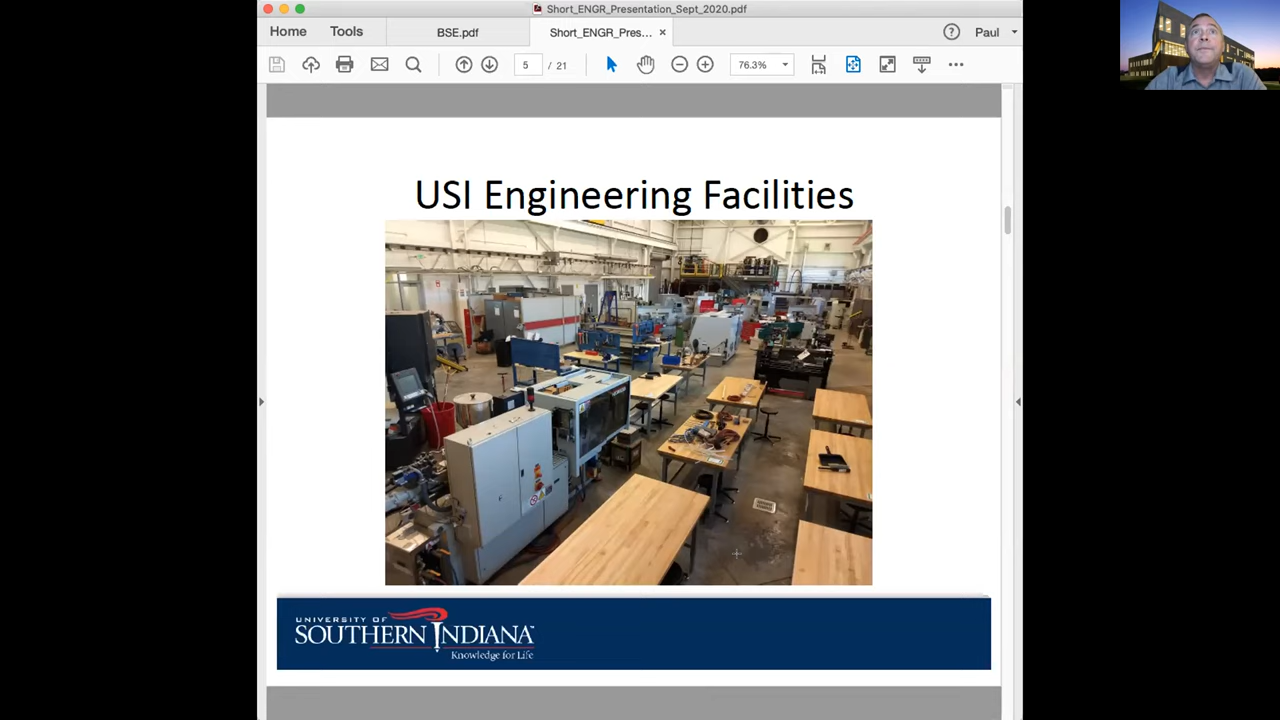 Short_ENGR_Presentation_Sept_2020.pdf
Home Tools BSE.pdf Short_ENGR_Pres... Paul
5 / 21 76.3%
USI Engineering Facilities
UNIVERSITY OF
SOUTHERN INDIANA
Knowledge for Life